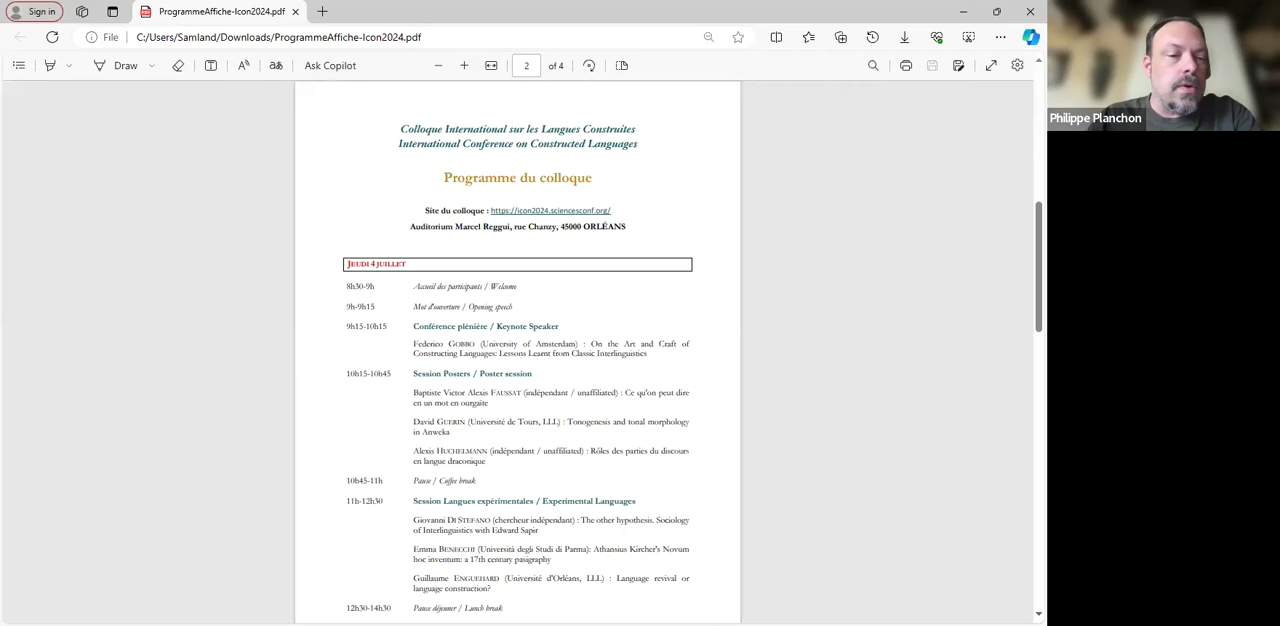 Sign in
ProgrammeAffiche-Icon2024.pdf
File
C:/Users/Samland/Downloads/ProgrammeAffiche-Icon2024.pdf
Draw
Ask Copilot
2
of 4
Colloque International sur les Langues Construites
International Conference on Constructed Languages
Programme du colloque
Site du colloque : https://icon2024.sciencesconf.org/
Auditorium Marcel Reggui, rue Chanzy, 45000 ORLÉANS
JEUDI 4 JUILLET
8h30-9h Accueil des participants / Welcome
9h-9h15 Mot d'ouverture / Opening speech
9h15-10h15 Conférence plénière / Keynote Speaker
Federico GOBBO (University of Amsterdam) : On the Art and Craft of
Constructing Languages: Lessons Learnt from Classic Interlinguistics
10h15-10h45 Session Posters / Poster session
Baptiste Victor Alexis FAUSSAT (indépendant / unaffiliated) : Ce qu'on peut dire
en un mot en ourgaite
David GUERIN (Université de Tours, LLL) : Tonogenesis and tonal morphology
in Anweka
Alexis HUCHELMANN (indépendant / unaffiliated) : Rôles des parties du discours
en langue draconique
10h45-11h Pause / Coffee break
11h-12h30 Session Langues expérimentales / Experimental Languages
Giovanni DI STEFANO (chercheur indépendant) : The other hypothesis. Sociology
of Interlinguistics with Edward Sapir
Emma BENECCHI (Università degli Studi di Parma): Athansius Kircher's Novum
hoc inventum: a 17th century pasigraphy
Guillaume ENGUEHARD (Université d'Orléans, LLL) : Language revival or
language construction?
12h30-14h30 Pause déjeuner / Lunch break
Philippe Planchon